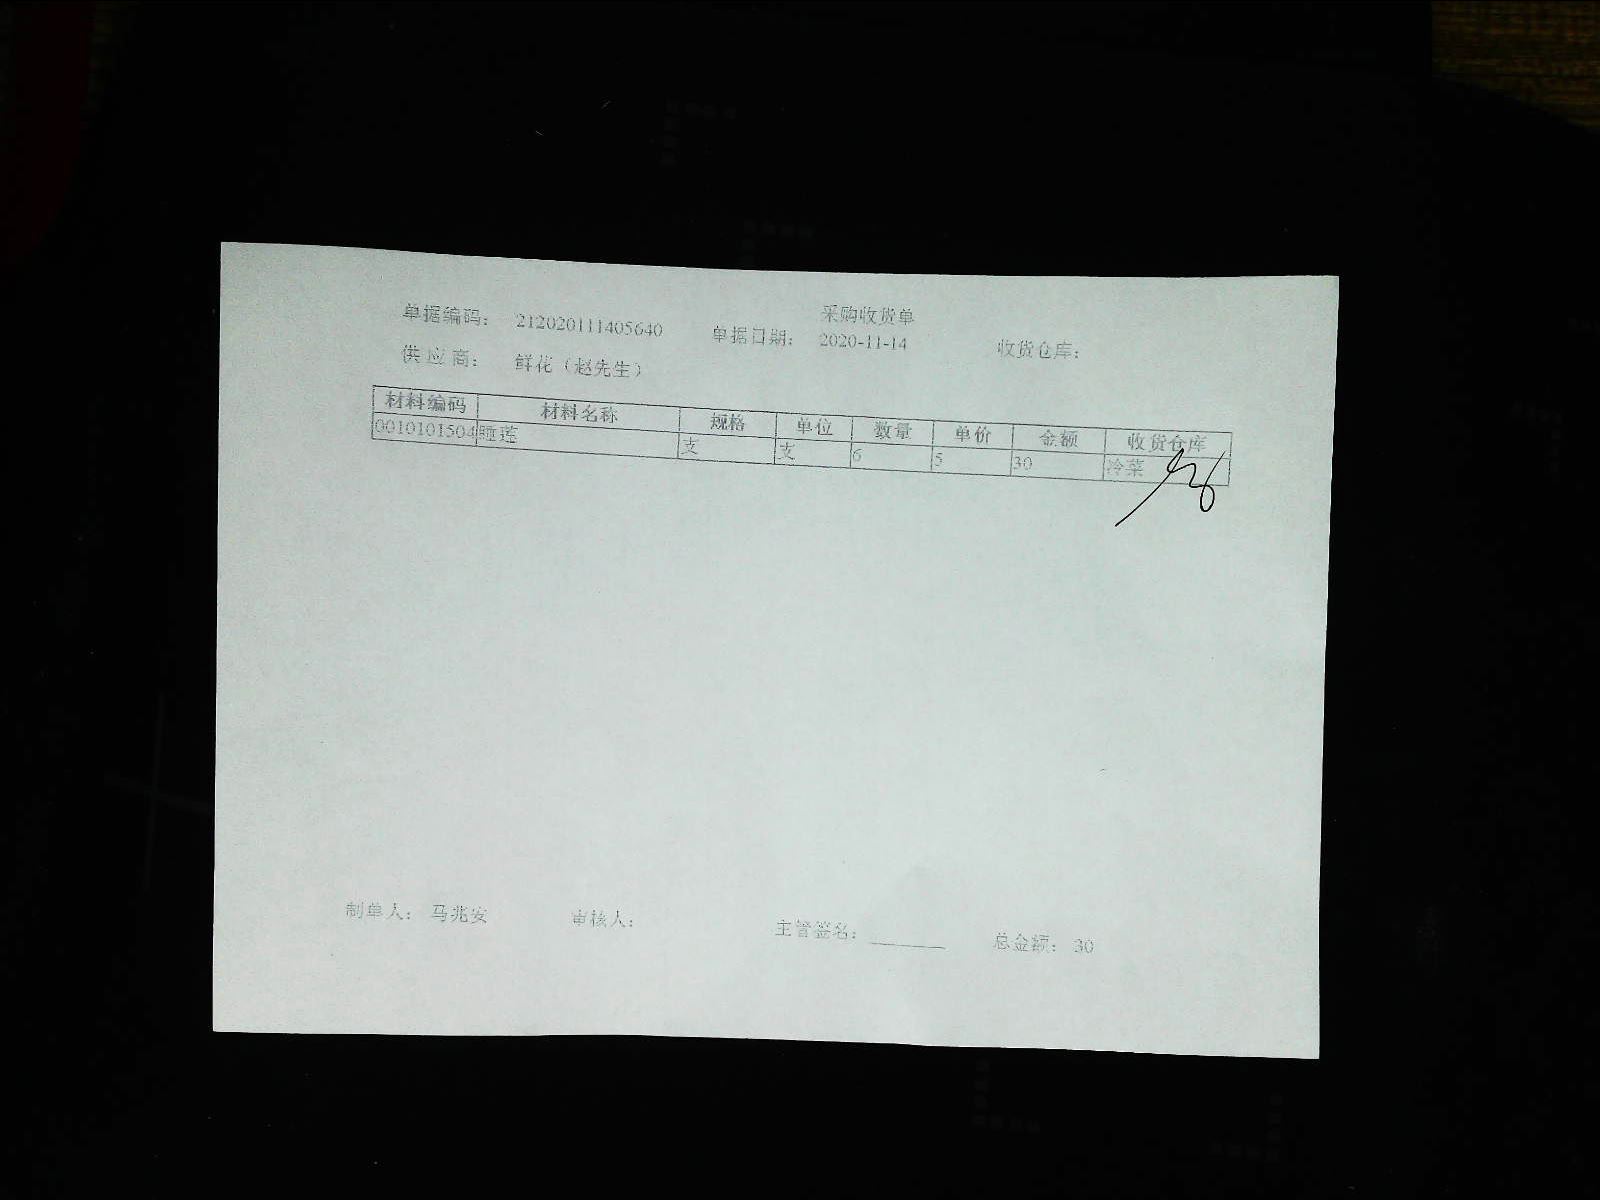 采购收货单
单据编码： 212020111405640 单据日期： 2020-11-14 收货仓库：
供应商： 鲜花（赵先生）
材料编码 材料名称 规格 单位 数量 单价 金额 收货仓库
0010101504 睡莲 支 支 6 5 30 冷菜
制单人： 马兆安 审核人： 主管签名： 总金额： 30